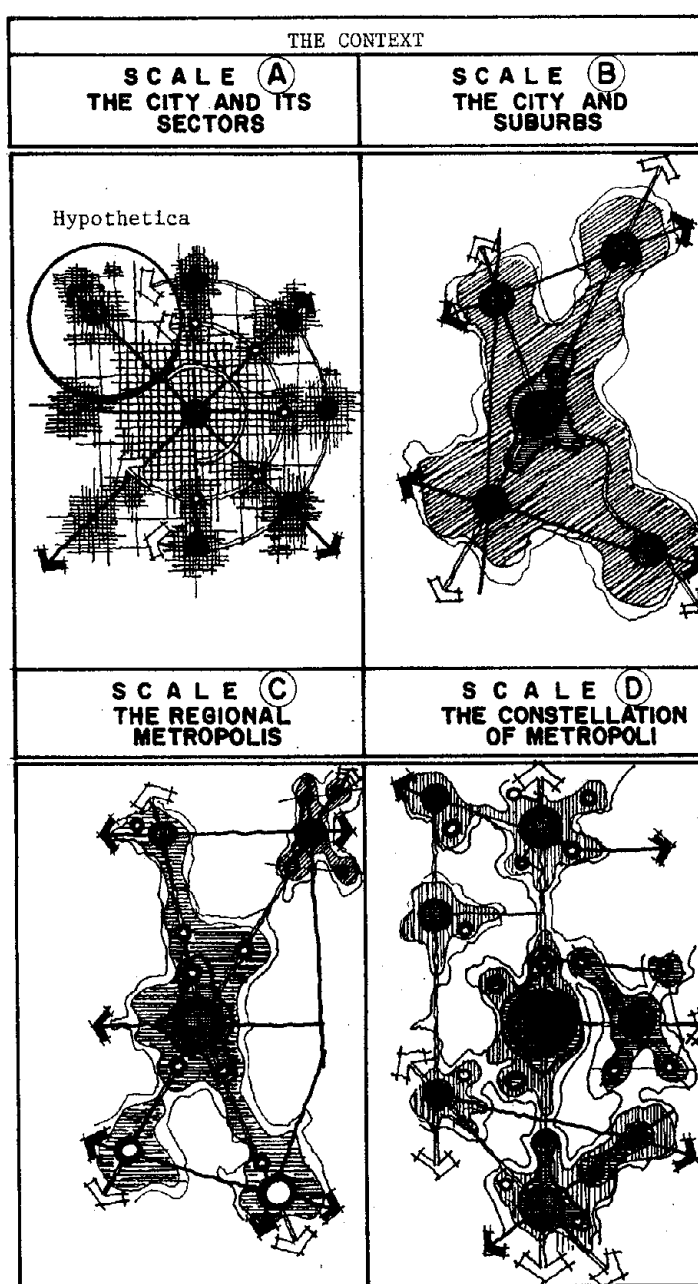 THE CONTEXT
SCALE A
THE CITY AND ITS
SECTORS
SCALE B
THE CITY AND
SUBURBS
Hypothetica
SCALE C
THE REGIONAL
METROPOLIS
SCALE D
THE CONSTELLATION
OF METROPOLI